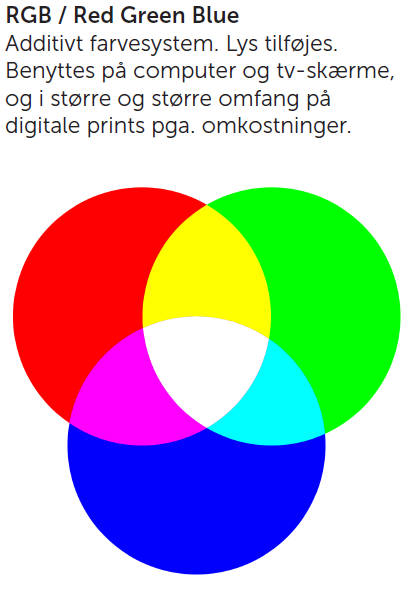 RGB / Red Green Blue
Additivt farvesystem. Lys tilføjes.
Benyttes på computer og tv-skærme,
og i større og større omfang på
digitale prints pga. omkostninger.